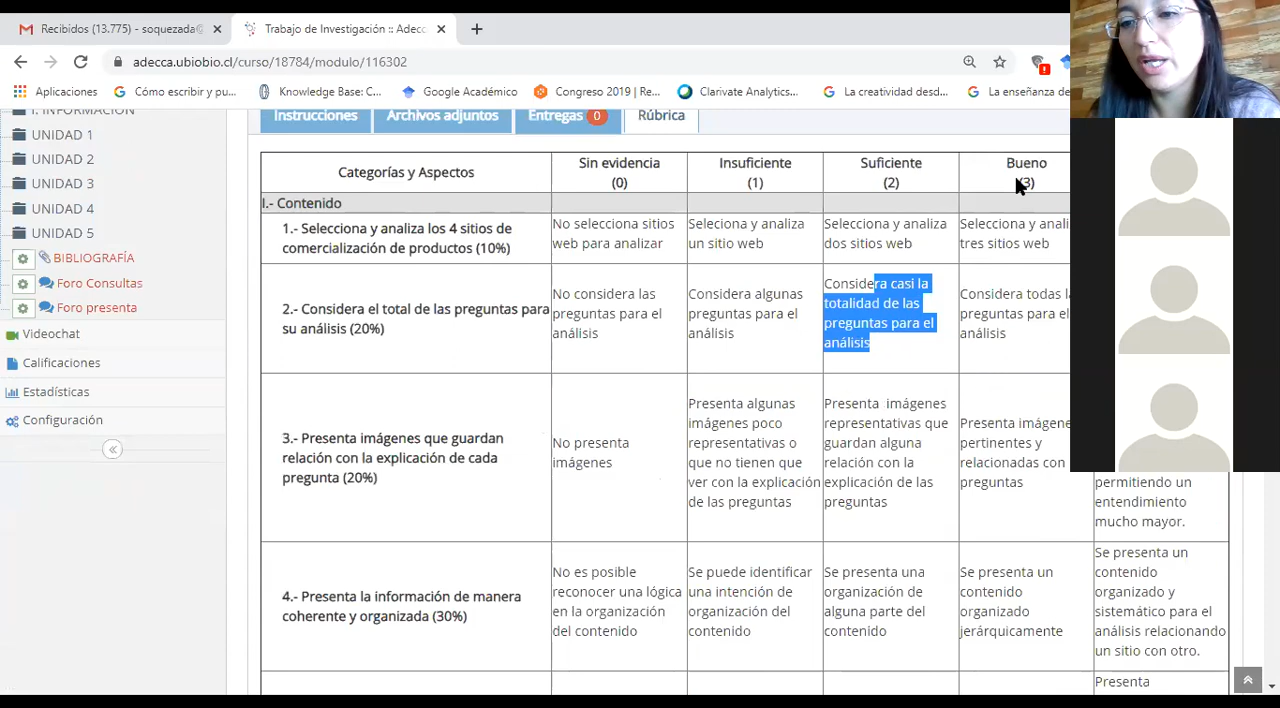 Recibidos (13.775) - soquezada@
Trabajo de Investigación :: Adecc
adecca.ubiobio.cl/curso/18784/modulo/116302
Aplicaciones
Cómo escribir y pu...
Knowledge Base: C...
Google Académico
Congreso 2019 | Re...
Clarivate Analytics...
La creatividad desd...
La enseñanza de
I. INFORMACIÓN
UNIDAD 1
UNIDAD 2
UNIDAD 3
UNIDAD 4
UNIDAD 5
BIBLIOGRAFÍA
Foro Consultas
Foro presenta
Videochat
Calificaciones
Estadísticas
Configuración
Instrucciones
Archivos adjuntos
Entregas 0
Rúbrica
Categorías y Aspectos
Sin evidencia
(0)
Insuficiente
(1)
Suficiente
(2)
Bueno
(3)
I.- Contenido
1.- Selecciona y analiza los 4 sitios de
comercialización de productos (10%)
No selecciona sitios
web para analizar
Seleciona y analiza
un sitio web
Selecciona y analiza
dos sitios web
Selecciona y anali
tres sitios web
2.- Considera el total de las preguntas para
su análisis (20%)
No considera las
preguntas para el
análisis
Considera algunas
preguntas para el
análisis
Considera casi la
totalidad de las
preguntas para el
análisis
Considera todas l
preguntas para el
análisis
3.- Presenta imágenes que guardan
relación con la explicación de cada
pregunta (20%)
No presenta
imágenes
Presenta algunas
imágenes poco
representativas o
que no tienen que
ver con la explicación
de las preguntas
Presenta imágenes
representativas que
guardan alguna
relación con la
explicación de las
preguntas
Presenta imágene
pertinentes y
relacionadas con
preguntas
permitiendo un
entendimiento
mucho mayor.
4.- Presenta la información de manera
coherente y organizada (30%)
No es posible
reconocer una lógica
en la organización
del contenido
Se puede identificar
una intención de
organización del
contenido
Se presenta una
organización de
alguna parte del
contenido
Se presenta un
contenido
organizado
jerárquicamente
Se presenta un
contenido
organizado y
sistemático para el
análisis relacionando
un sitio con otro.
Presenta